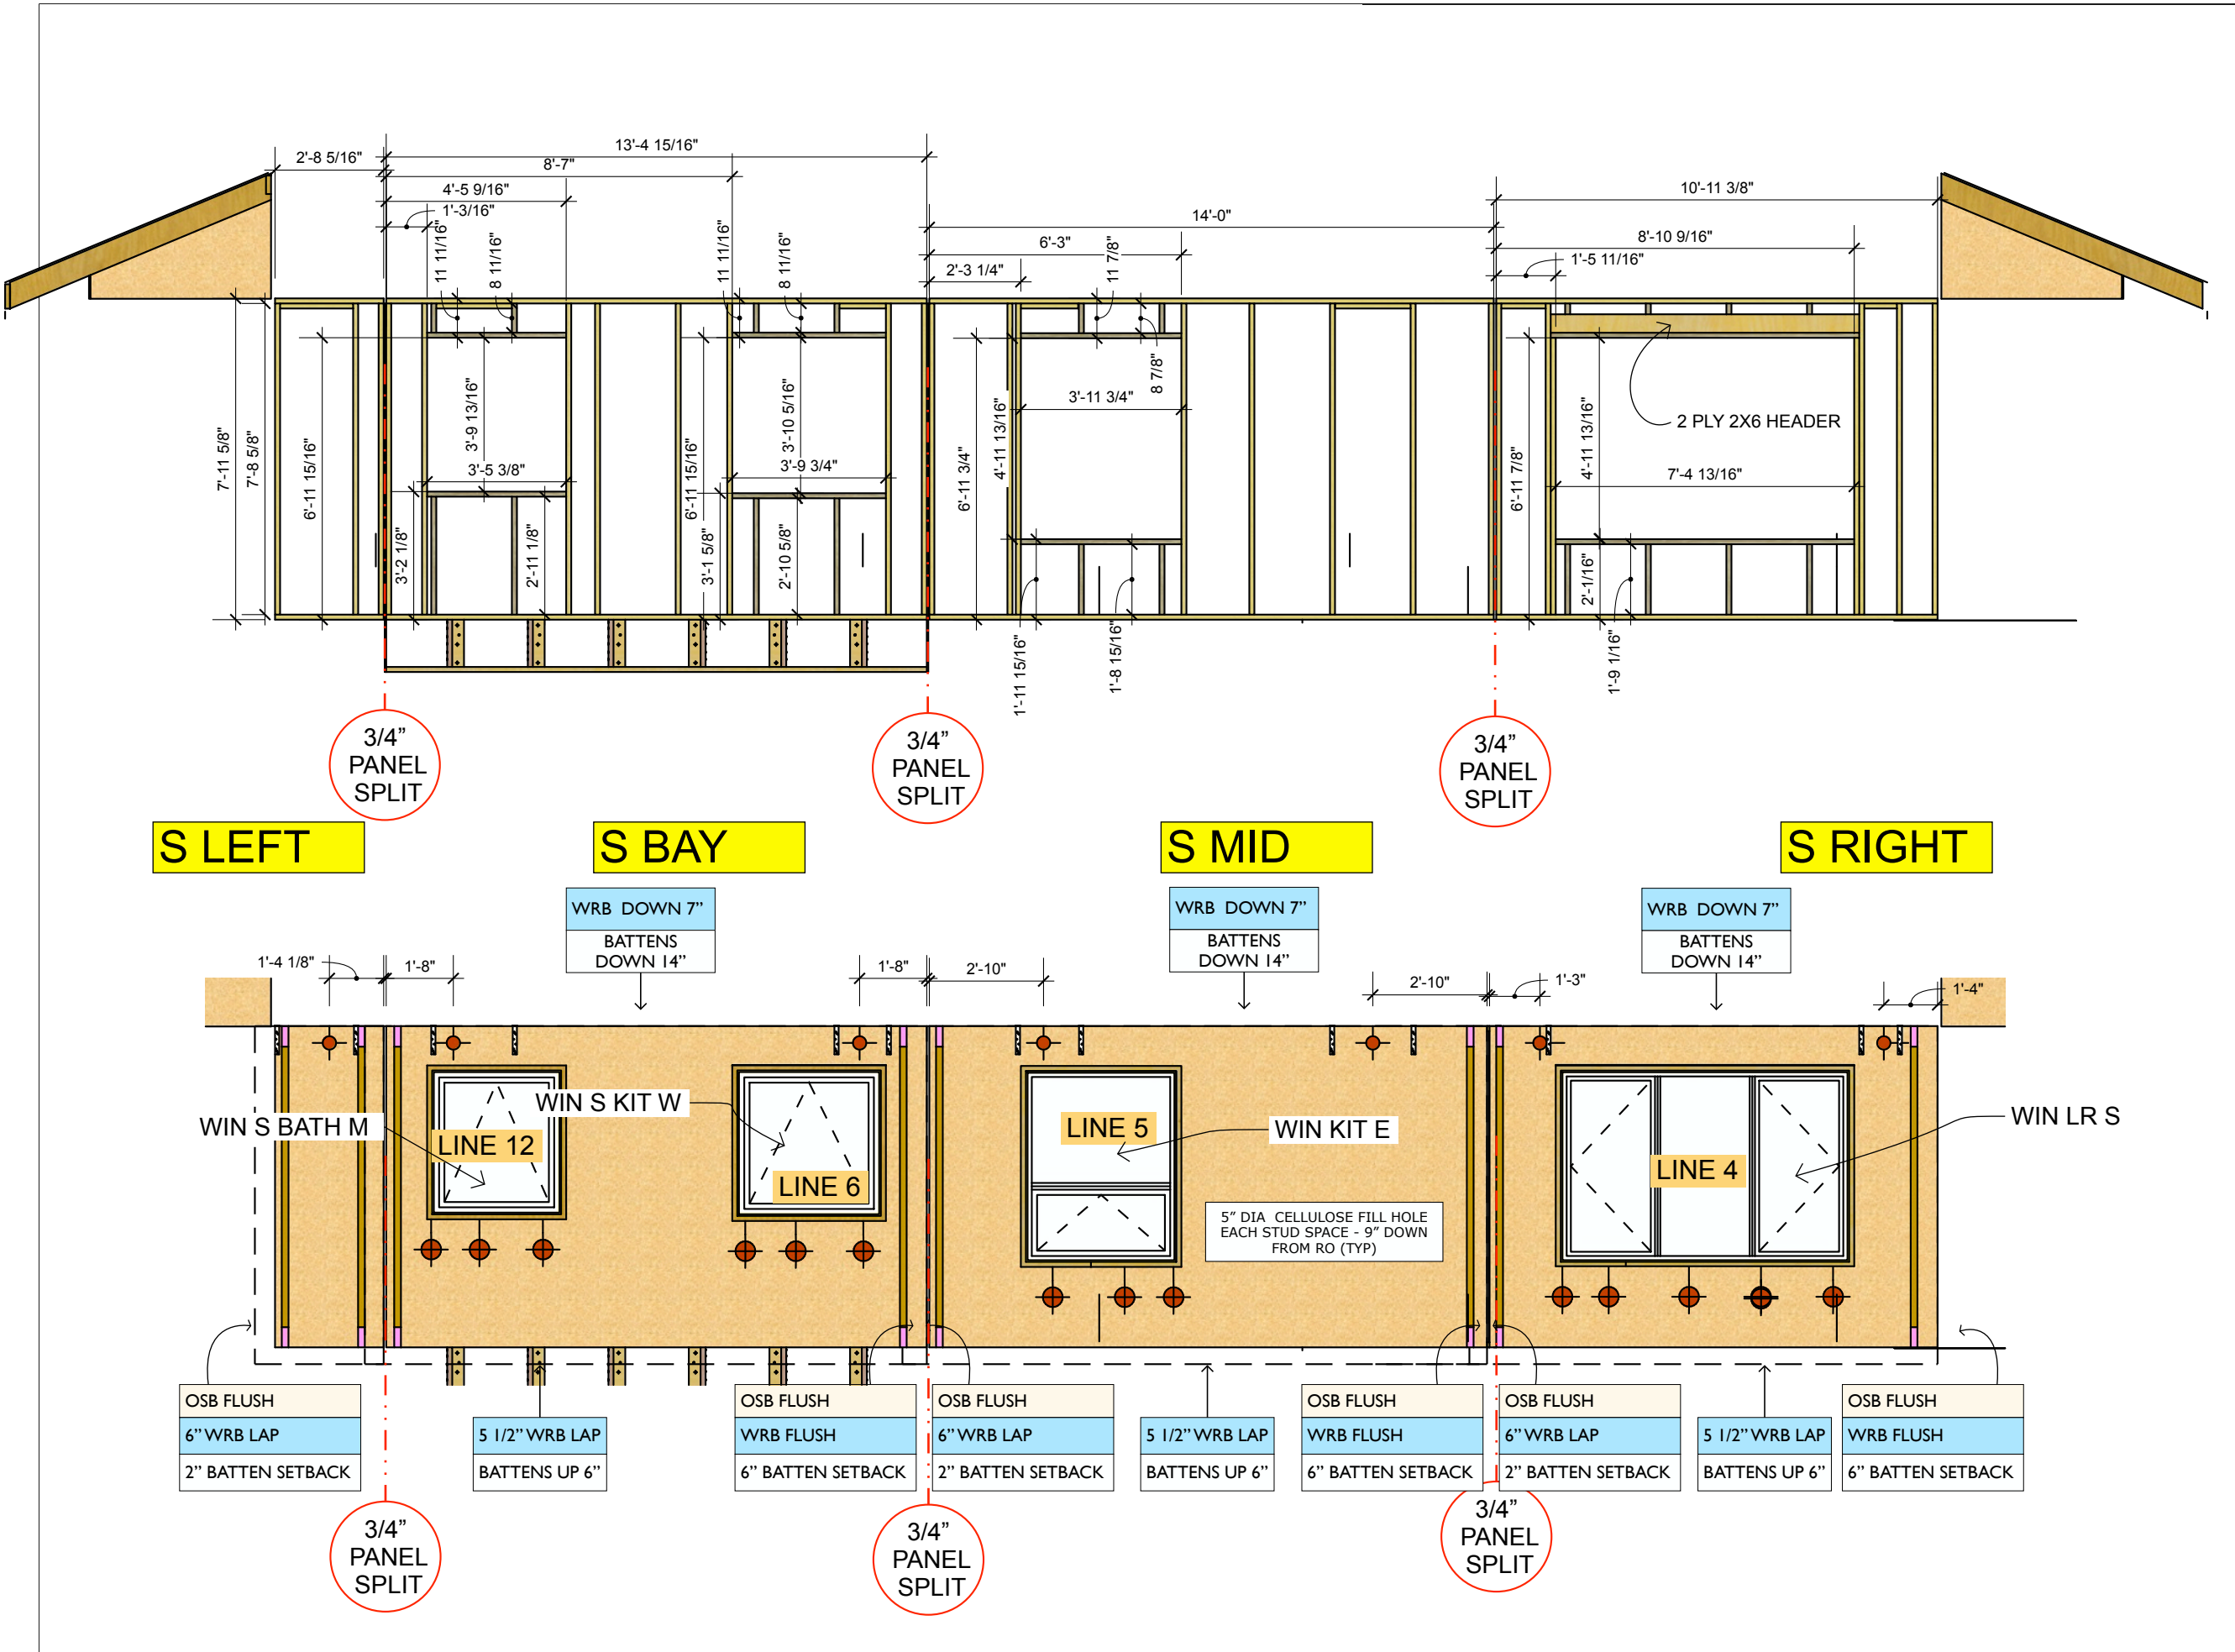 2'-8 5/16"
13'-4 15/16"
8'-7"
4'-5 9/16"
1'-3/16"
11 11/16"
8 11/16"
11 11/16"
8 11/16"
14'-0"
6'-3"
2'-3 1/4"
11 7/8"
8 7/8"
10'-11 3/8"
8'-10 9/16"
1'-5 11/16"
7'-11 5/8"
7'-8 5/8"
6'-11 15/16"
3'-9 13/16"
3'-5 3/8"
3'-2 1/8"
2'-11 1/8"
6'-11 15/16"
3'-10 5/16"
3'-9 3/4"
3'-1 5/8"
2'-10 5/8"
6'-11 3/4"
4'-11 13/16"
3'-11 3/4"
1'-11 15/16"
1'-8 15/16"
6'-11 7/8"
4'-11 13/16"
2 PLY 2X6 HEADER
7'-4 13/16"
2'-1/16"
1'-9 1/16"
3/4”
PANEL
SPLIT
3/4”
PANEL
SPLIT
3/4”
PANEL
SPLIT
S LEFT
S BAY
S MID
S RIGHT
WRB DOWN 7”
BATTENS
DOWN 14”
WRB DOWN 7”
BATTENS
DOWN 14”
WRB DOWN 7”
BATTENS
DOWN 14”
1'-4 1/8"
1'-8"
1'-8"
2'-10"
2'-10"
1'-3"
1'-4"
WIN S BATH M
LINE 12
WIN S KIT W
LINE 6
LINE 5
WIN KIT E
LINE 4
WIN LR S
5” DIA CELLULOSE FILL HOLE
EACH STUD SPACE - 9” DOWN
FROM RO (TYP)
OSB FLUSH
6” WRB LAP
2” BATTEN SETBACK
5 1/2” WRB LAP
BATTENS UP 6”
OSB FLUSH
WRB FLUSH
6” BATTEN SETBACK
OSB FLUSH
6” WRB LAP
2” BATTEN SETBACK
5 1/2” WRB LAP
BATTENS UP 6”
OSB FLUSH
WRB FLUSH
6” BATTEN SETBACK
OSB FLUSH
6” WRB LAP
2” BATTEN SETBACK
5 1/2” WRB LAP
BATTENS UP 6”
OSB FLUSH
WRB FLUSH
6” BATTEN SETBACK
3/4”
PANEL
SPLIT
3/4”
PANEL
SPLIT
3/4”
PANEL
SPLIT